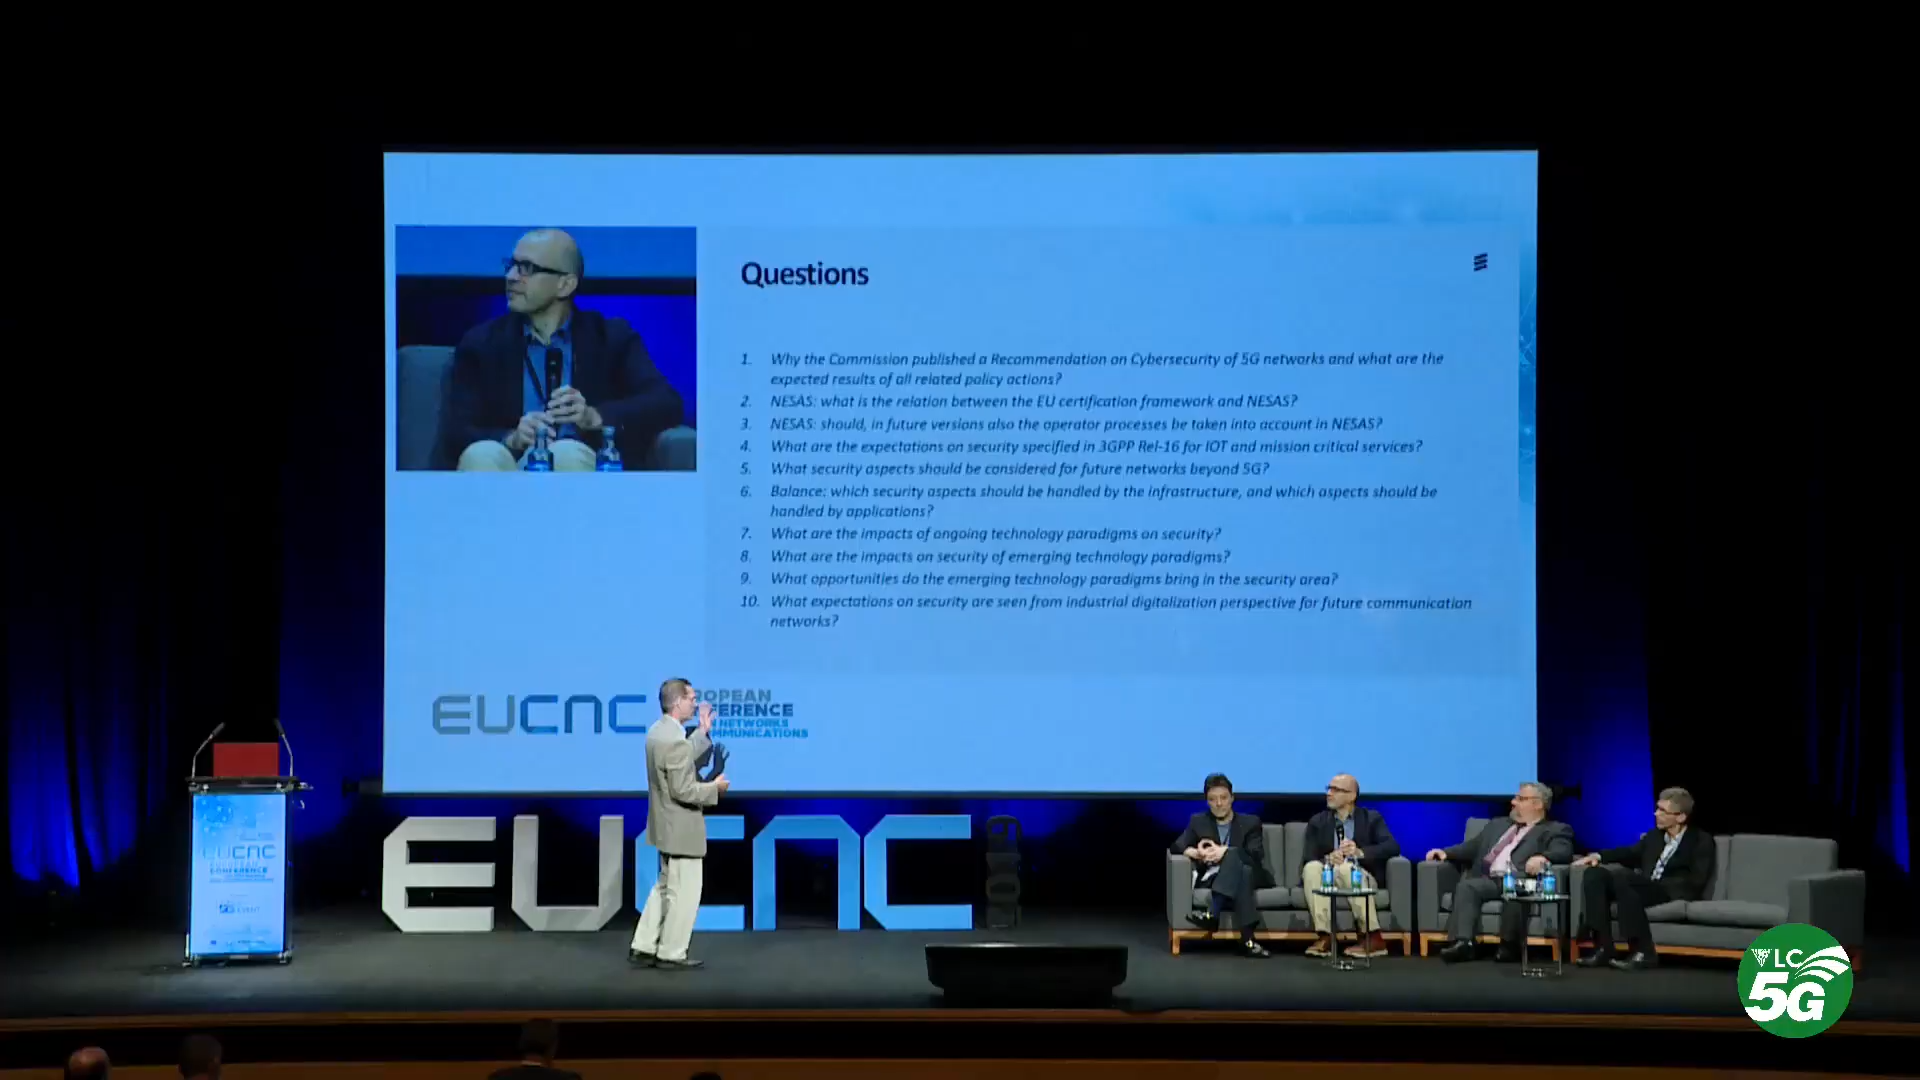 Questions
1. Why the Commission published a Recommendation on Cybersecurity of 5G networks and what are the
expected results of all related policy actions?
2. NESAS: what is the relation between the EU certification framework and NESAS?
3. NESAS: should, in future versions also the operator processes be taken into account in NESAS?
4. What are the expectations on security specified in 3GPP Rel-16 for IOT and mission critical services?
5. What security aspects should be considered for future networks beyond 5G?
6. Balance: which security aspects should be handled by the infrastructure, and which aspects should be
handled by applications?
7. What are the impacts of ongoing technology paradigms on security?
8. What are the impacts on security of emerging technology paradigms?
9. What opportunities do the emerging technology paradigms bring in the security area?
10. What expectations on security are seen from industrial digitalization perspective for future communication
networks?
EUCNC
ROPEAN
FERENCE
NETWORKS
MMUNICATIONS
EUCNC
EUCNC
CONFERENCE
5G
VLC
5G